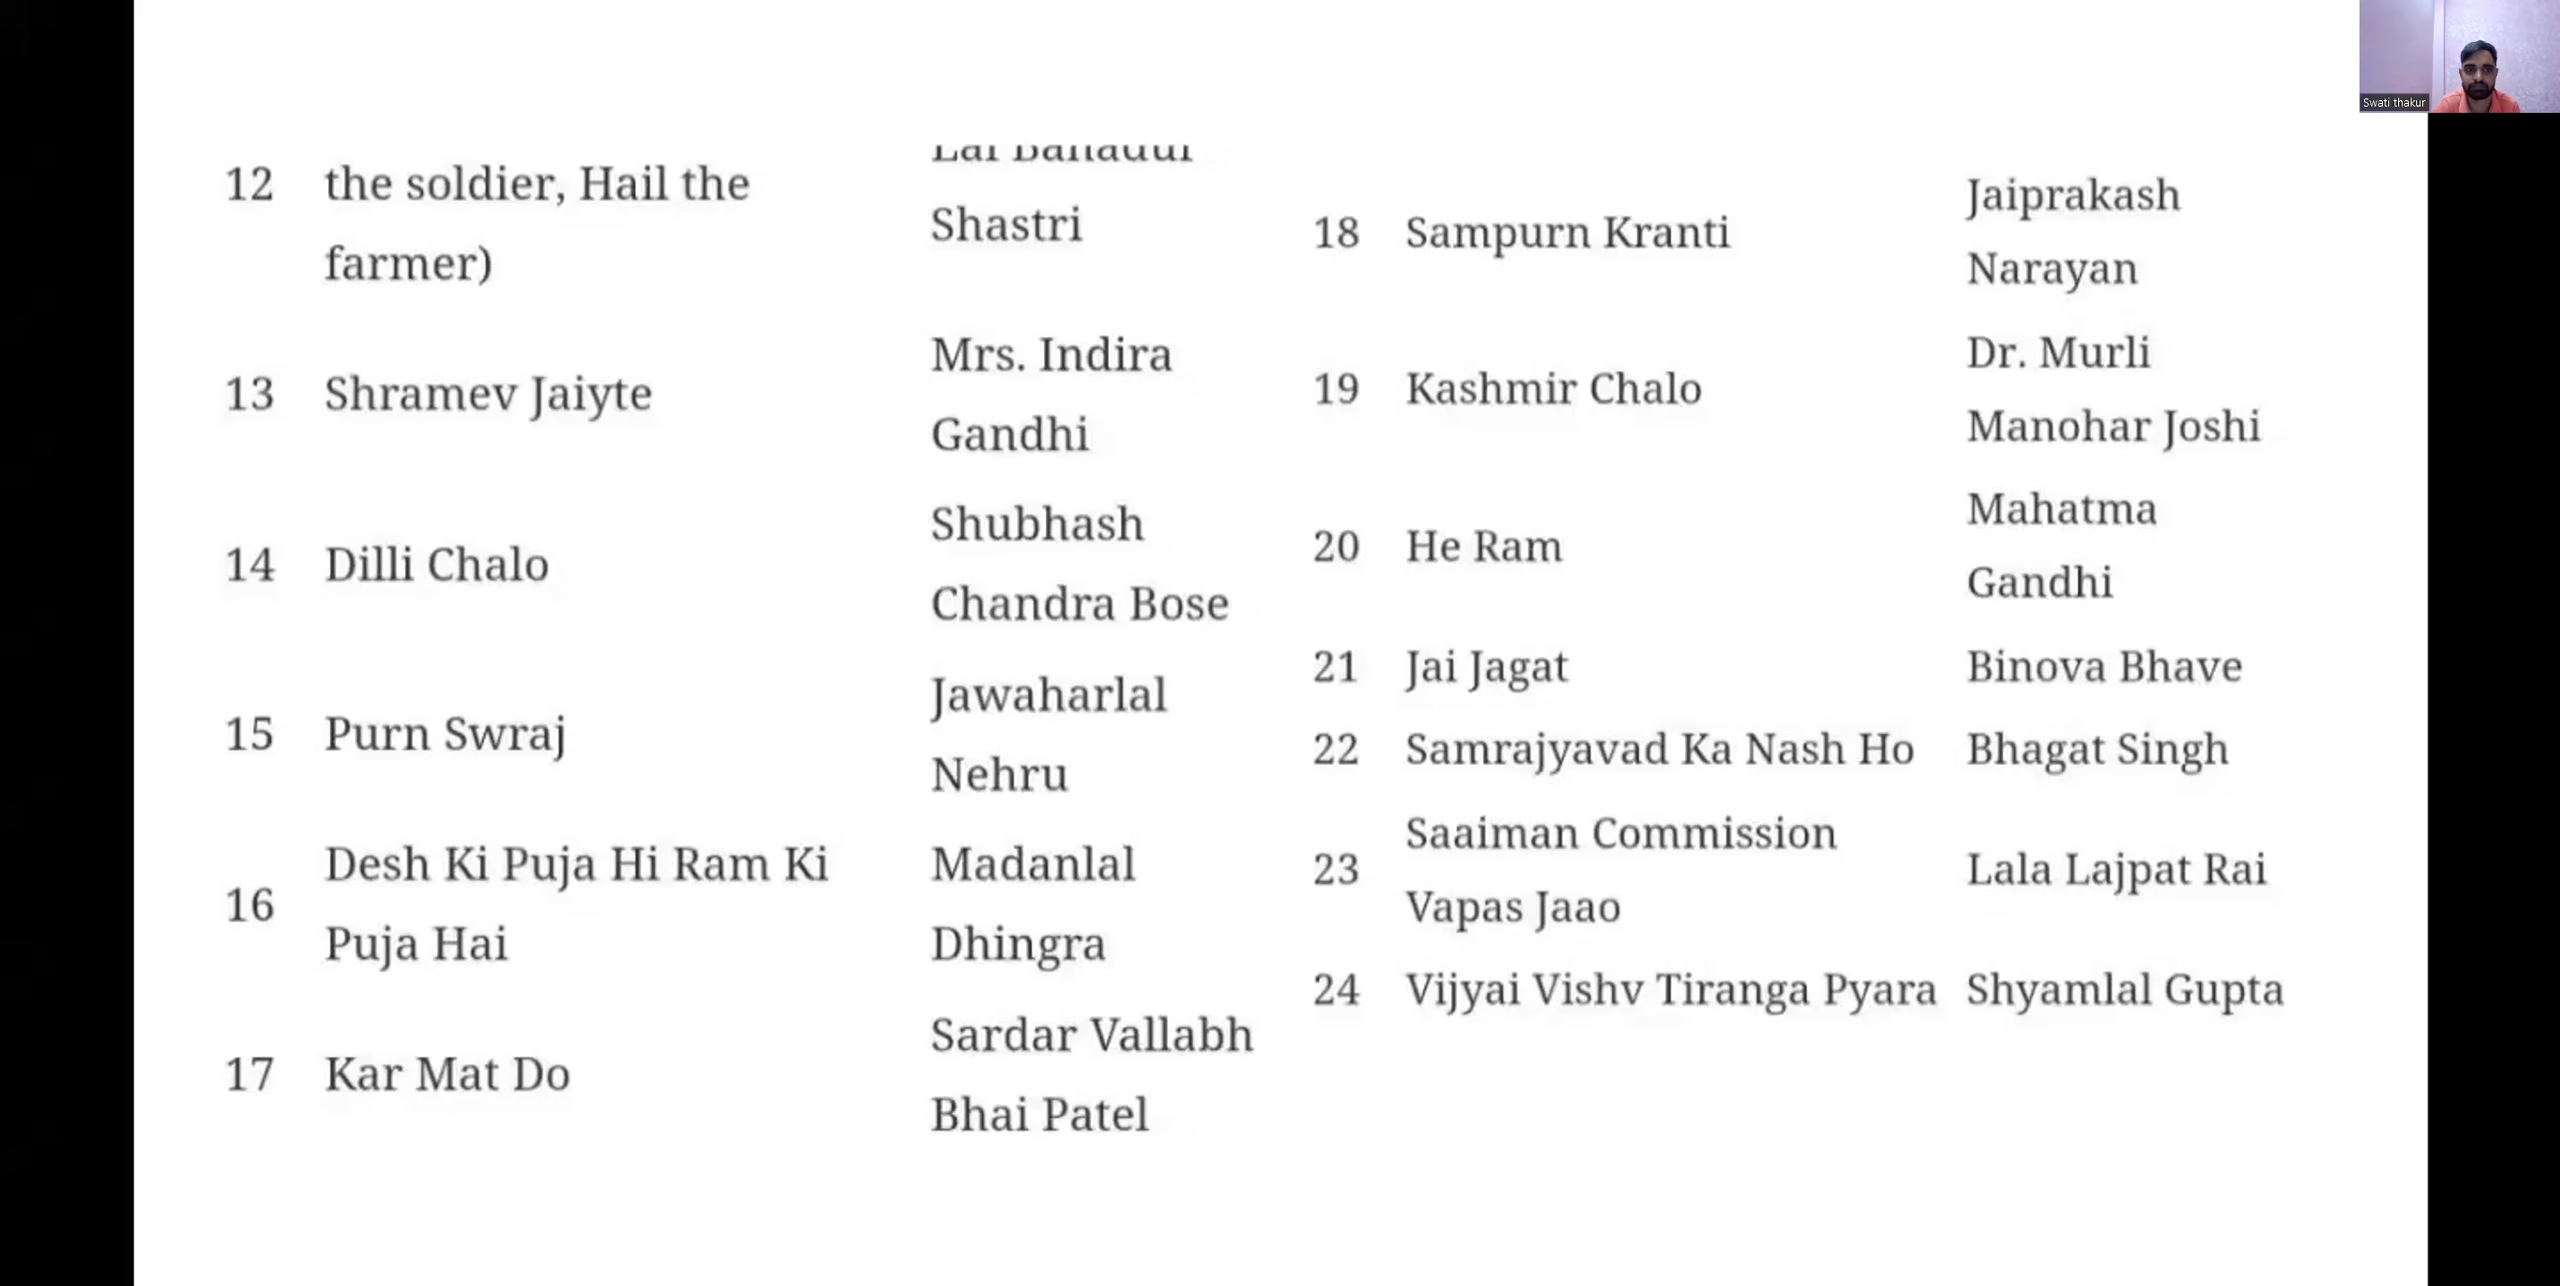 12 the soldier, Hail the
farmer)
Shastri
13 Shramev Jaiyte
Mrs. Indira
Gandhi
14 Dilli Chalo
Shubhash
Chandra Bose
15 Purn Swraj
Jawaharlal
Nehru
16
Desh Ki Puja Hi Ram Ki
Puja Hai
Madanlal
Dhingra
17 Kar Mat Do
Sardar Vallabh
Bhai Patel
18 Sampurn Kranti
Jaiprakash
Narayan
19 Kashmir Chalo
Dr. Murli
Manohar Joshi
20 He Ram
Mahatma
Gandhi
21 Jai Jagat Binova Bhave
22 Samrajyavad Ka Nash Ho Bhagat Singh
23
Saaiman Commission
Vapas Jaao
Lala Lajpat Rai
24 Vijyai Vishv Tiranga Pyara Shyamlal Gupta
Swati thakur